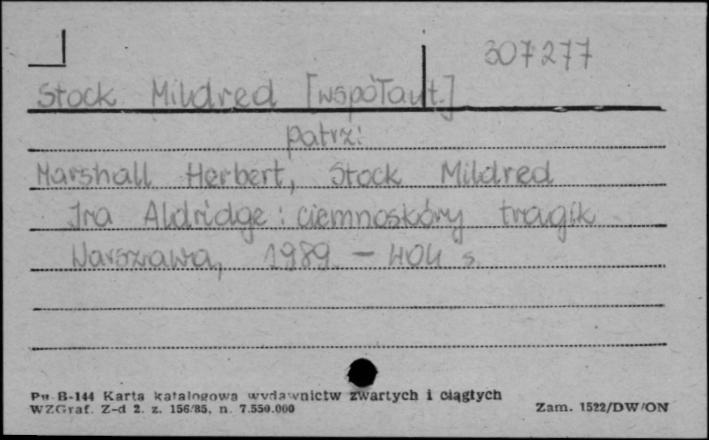 307277
Stock Mildred [współaut.]
patrz:
Marshall Herbert, Stock Mildred
Ira Aldridge : ciemnoskóry tragik
Warszawa, 1989. - 404 s.
Pu B-144 Karta katalogowa wydawnictw zwartych i ciągłych
WZGraf. Z-d 2. z. 156/85, n. 7.550.000
Zam. 1522/DW/ON